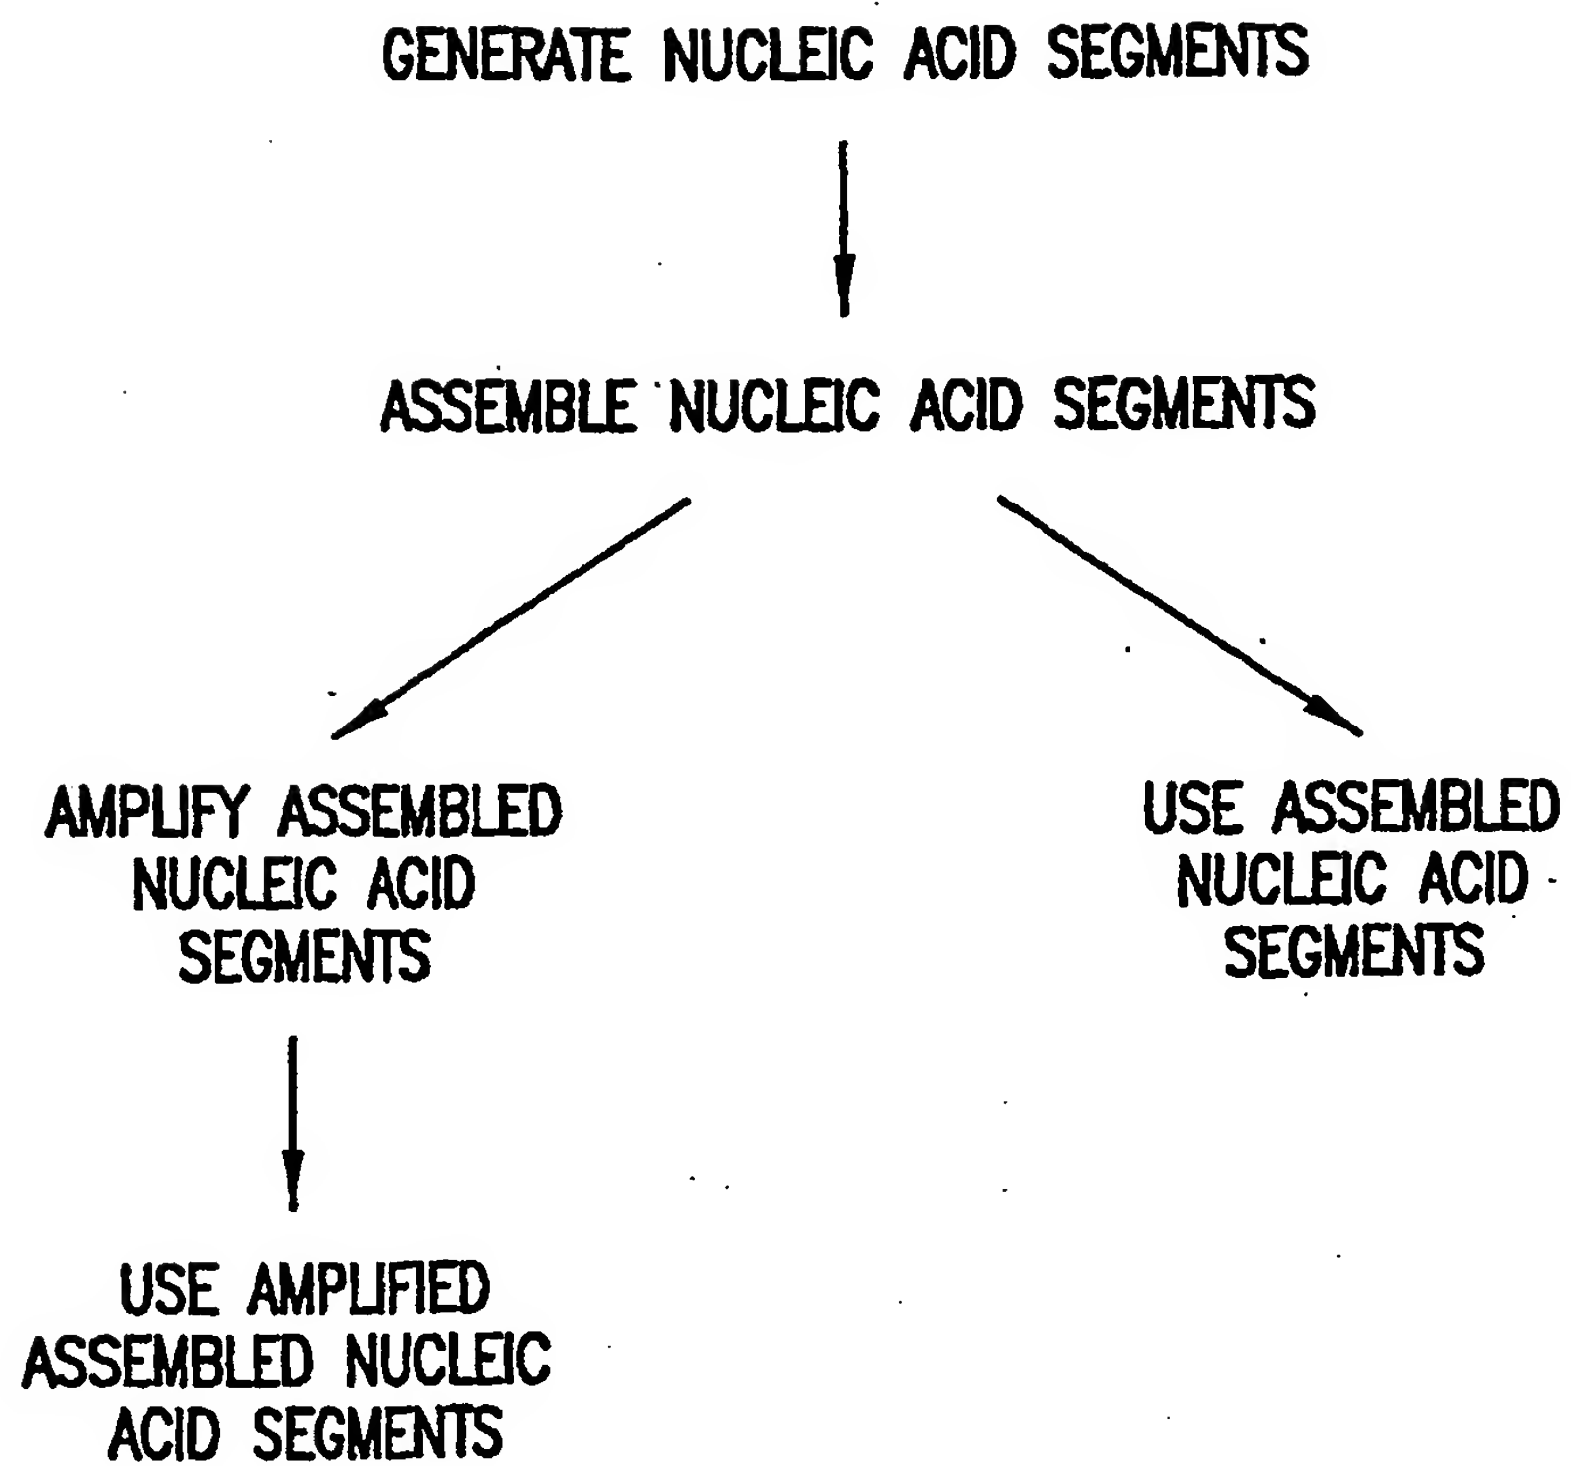 GENERATE NUCLEIC ACID SEGMENTS
ASSEMBLE NUCLEIC ACID SEGMENTS
AMPLIFY ASSEMBLED
NUCLEIC ACID
SEGMENTS
USE ASSEMBLED
NUCLEIC ACID
SEGMENTS
USE AMPLIFIED
ASSEMBLED NUCLEIC
ACID SEGMENTS